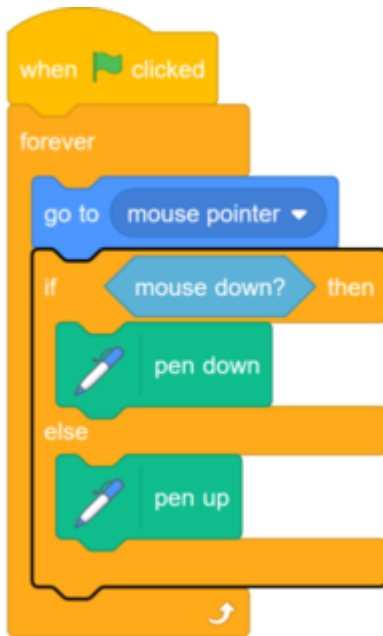 when clicked
forever
go to mouse pointer
if mouse down? then
pen down
else
pen up